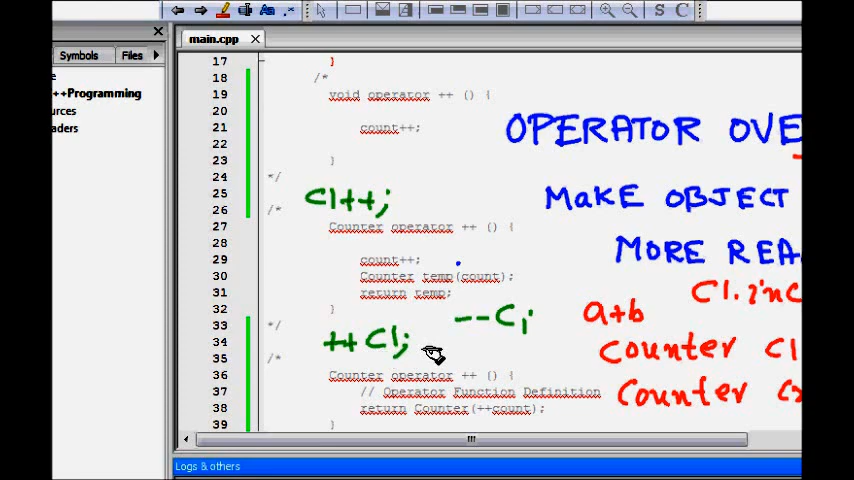 main.cpp
Symbols Files
++Programming
urces
aders
17 }
18 /*
19 void operator ++ () {
20
21 count++;
22
23 }
24 */
25
26 /*
27 Counter operator ++ () {
28
29 count++;
30 Counter temp(count);
31 return temp;
32 }
33 */
34
35 /*
36 Counter operator ++ () {
37 // Operator Function Definition
38 return Counter(++count);
39 }
OPERATOR OVE
C1++;
MAKE OBJECT
MORE REA
C1.inc
a+b
--C;
++C1;
Counter C1
Counter
Logs & others